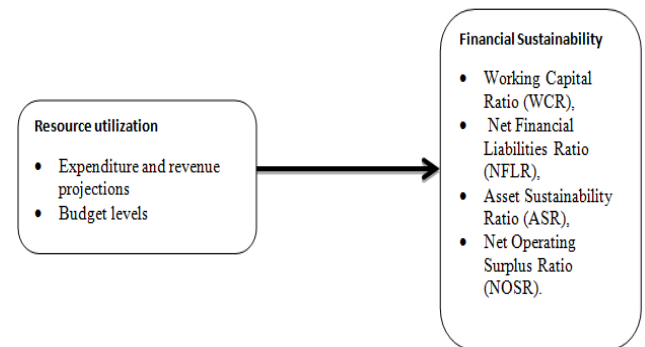 Resource utilization
• Expenditure and revenue
projections
• Budget levels
Financial Sustainability
• Working Capital
Ratio (WCR),
• Net Financial
Liabilities Ratio
(NFLR),
• Asset Sustainability
Ratio (ASR),
• Net Operating
Surplus Ratio
(NOSR).